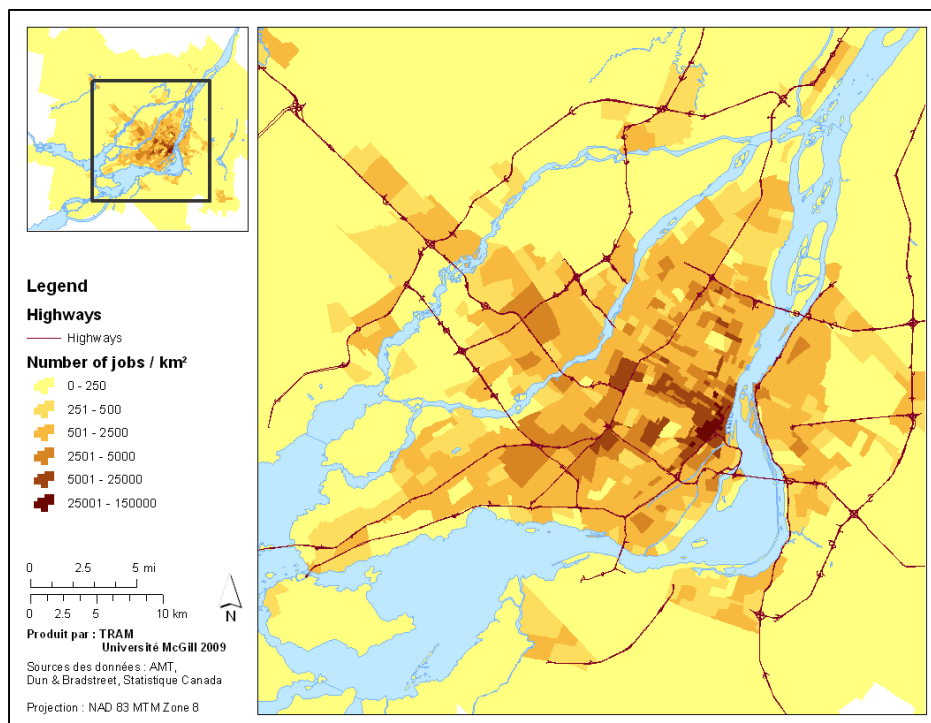 Legend
Highways
Highways
Number of jobs / km²
0 - 250
251 - 500
501 - 2500
2501 - 5000
5001 - 25000
25001 - 150000
0 2.5 5 mi
0 2.5 5 10 km
N
Produit par : TRAM
Université McGill 2009
Sources des données : AMT,
Dun & Bradstreet, Statistique Canada
Projection : NAD 83 MTM Zone 8